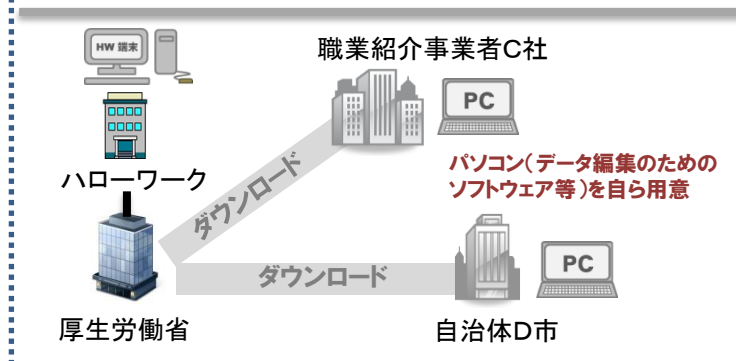 HW 端末
職業紹介事業者C社
PC
ハローワーク
ダウンロード
パソコン(データ編集のための
ソフトウェア等)を自ら用意
ダウンロード
PC
厚生労働省
自治体D市